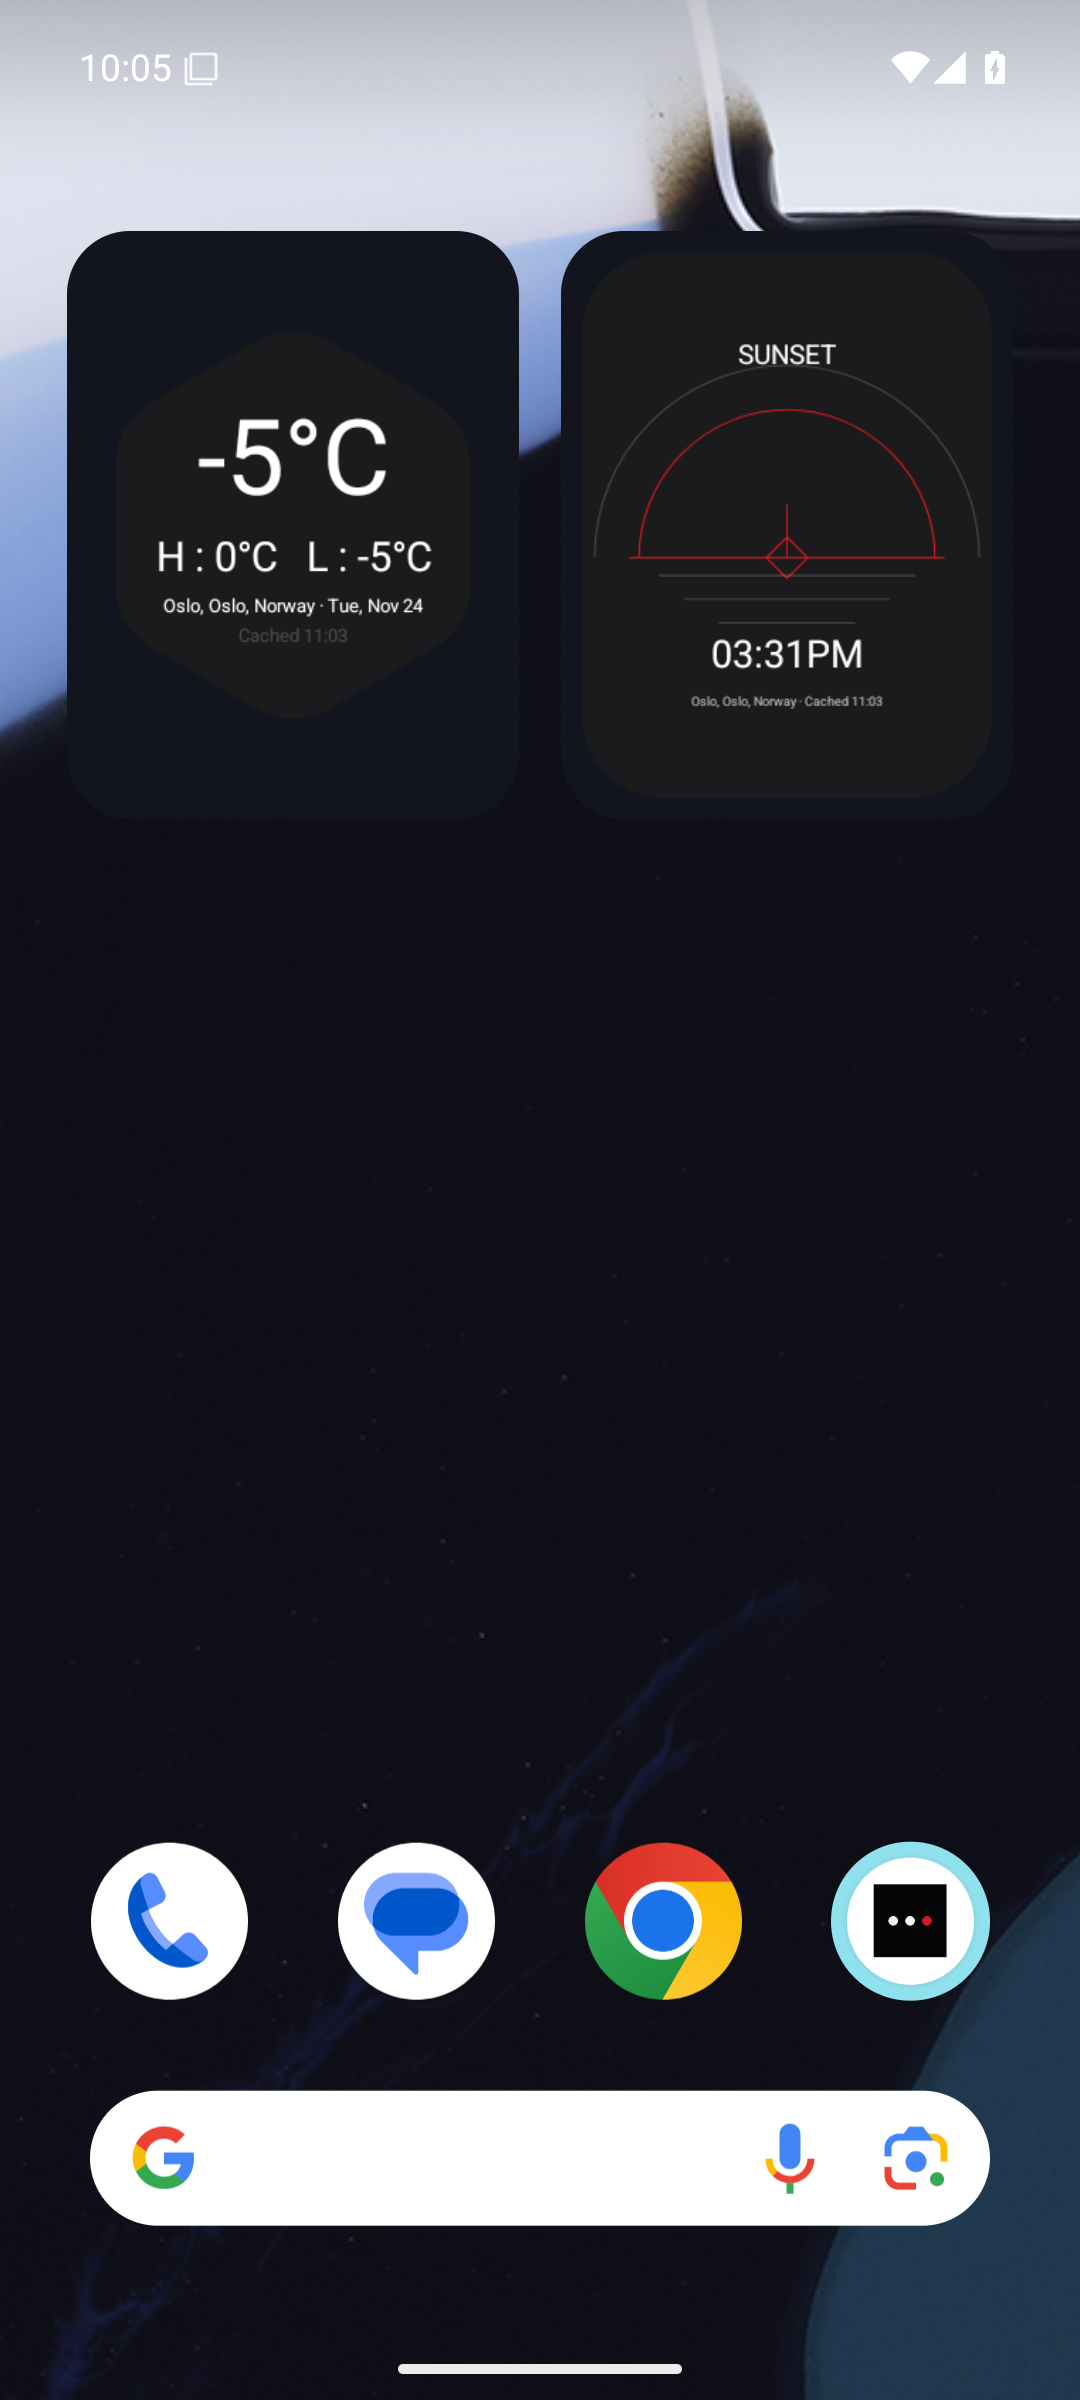 10:05
-5°C
H : 0°C L : -5°C
Oslo, Oslo, Norway · Tue, Nov 24
Cached 11:03
SUNSET
03:31PM
Oslo, Oslo, Norway · Cached 11:03